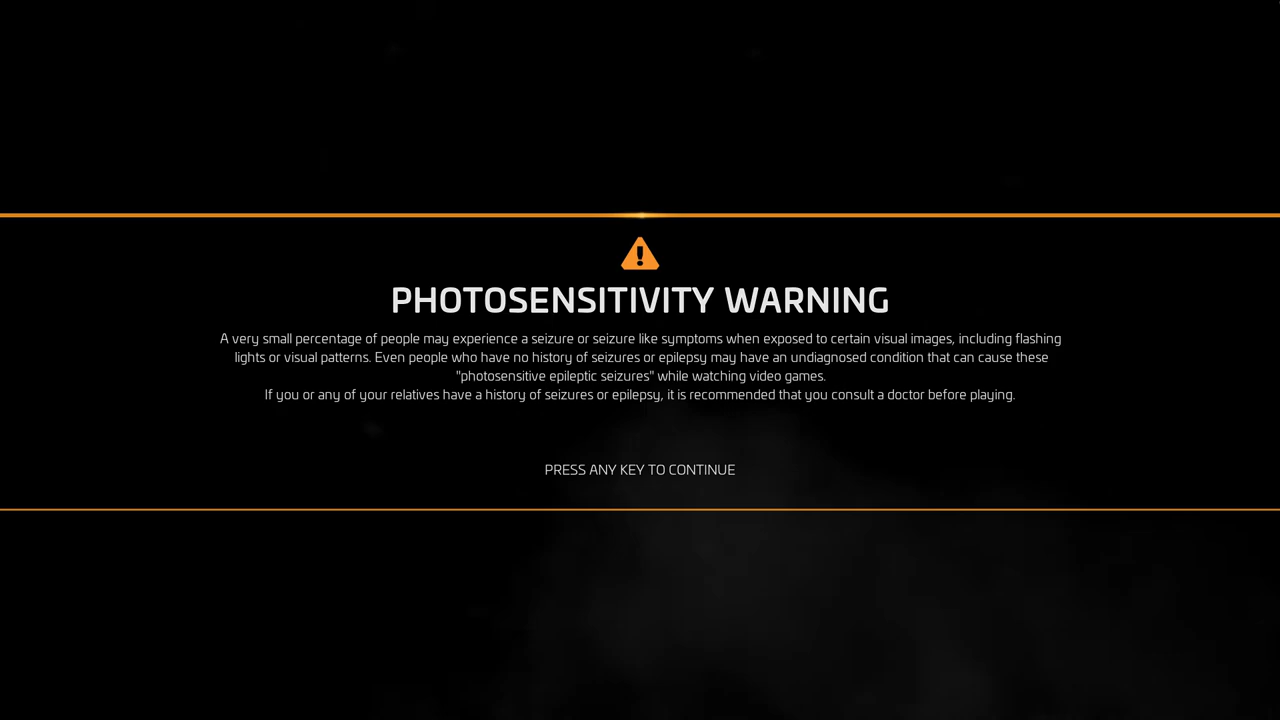 PHOTOSENSITIVITY WARNING
A very small percentage of people may experience a seizure or seizure like symptoms when exposed to certain visual images, including flashing
lights or visual patterns. Even people who have no history of seizures or epilepsy may have an undiagnosed condition that can cause these
"photosensitive epileptic seizures" while watching video games.
If you or any of your relatives have a history of seizures or epilepsy, it is recommended that you consult a doctor before playing.
PRESS ANY KEY TO CONTINUE